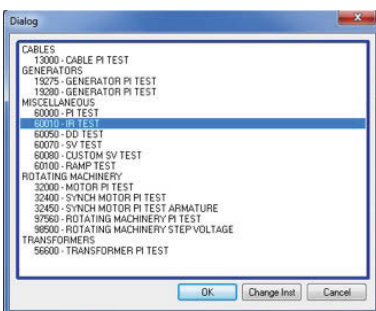 Dialog
CABLES
13000 - CABLE PI TEST
GENERATORS
19275 - GENERATOR PI TEST
19280 - GENERATOR PI TEST
MISCELLANEOUS
60000 - PI TEST
60010 - IR TEST
60050 - DD TEST
60070 - SV TEST
60080 - CUSTOM SV TEST
60100 - RAMP TEST
ROTATING MACHINERY
32000 - MOTOR PI TEST
32400 - SYNCH MOTOR PI TEST
32450 - SYNCH MOTOR PI TEST ARMATURE
97560 - ROTATING MACHINERY PI TEST
98500 - ROTATING MACHINERY STEP VOLTAGE
TRANSFORMERS
56600 - TRANSFORMER PI TEST
OK Change Inst Cancel